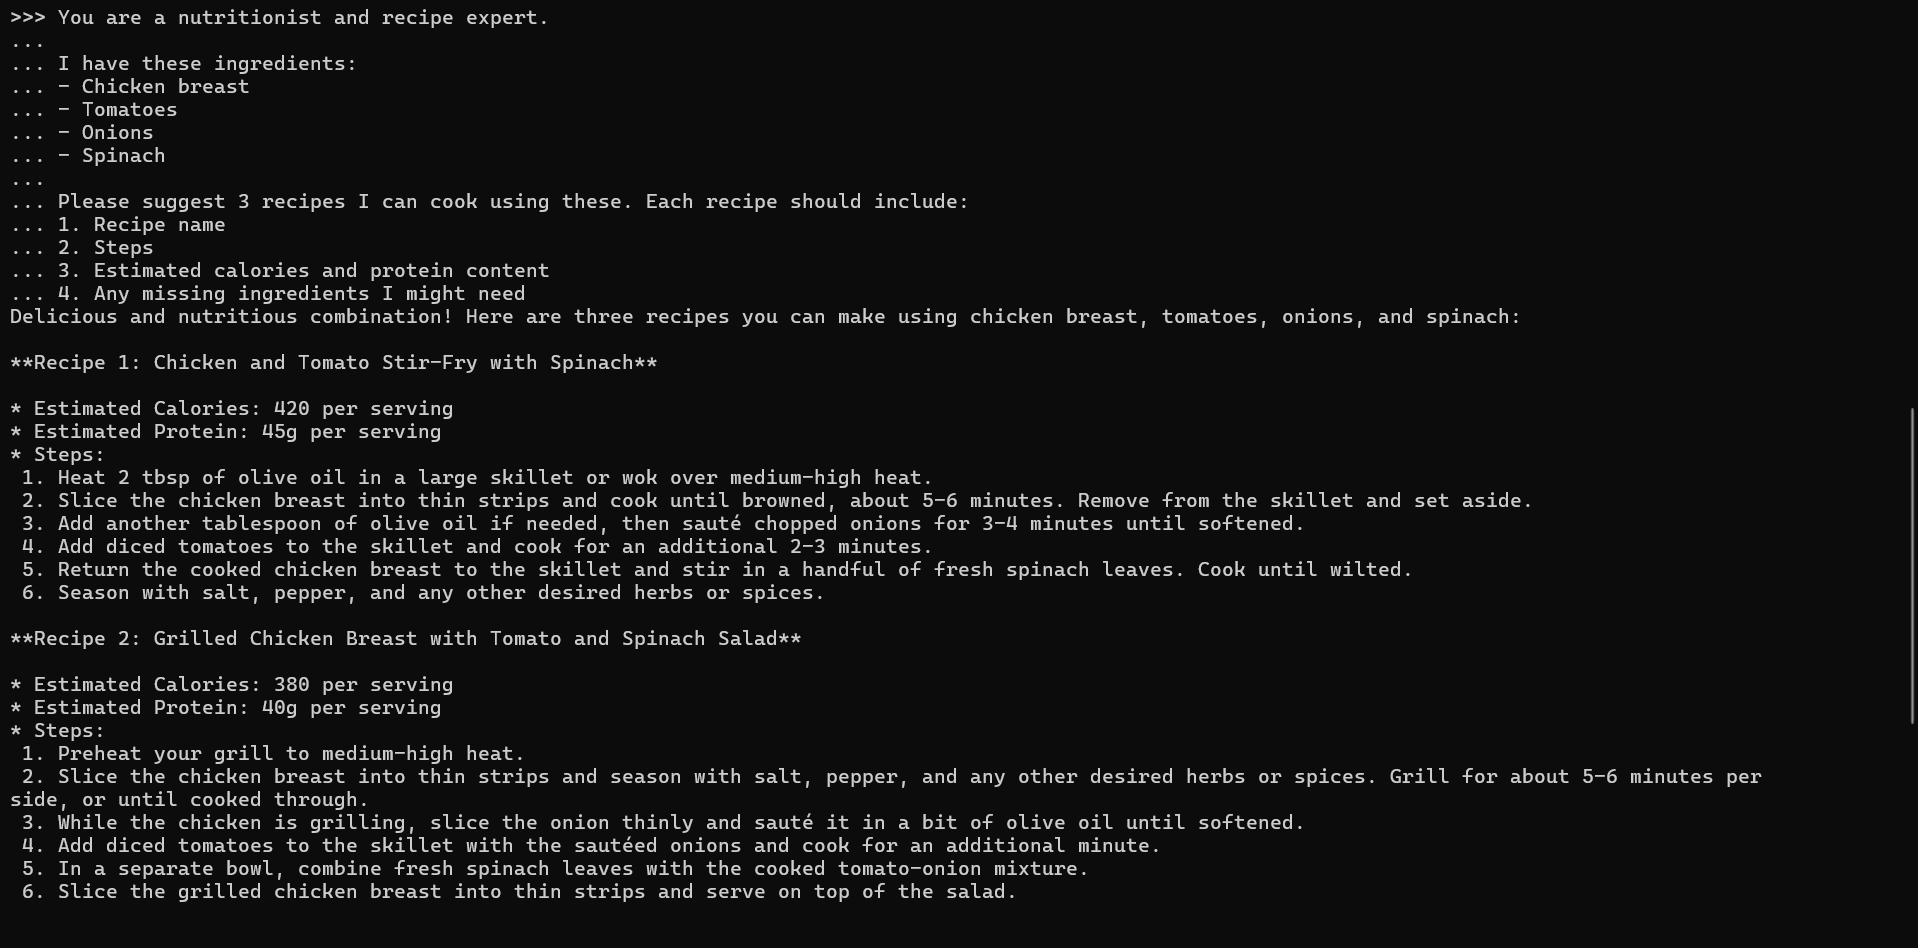 >>> You are a nutritionist and recipe expert.
...
... I have these ingredients:
... - Chicken breast
... - Tomatoes
... - Onions
... - Spinach
...
... Please suggest 3 recipes I can cook using these. Each recipe should include:
... 1. Recipe name
... 2. Steps
... 3. Estimated calories and protein content
... 4. Any missing ingredients I might need
Delicious and nutritious combination! Here are three recipes you can make using chicken breast, tomatoes, onions, and spinach:

**Recipe 1: Chicken and Tomato Stir-Fry with Spinach**

* Estimated Calories: 420 per serving
* Estimated Protein: 45g per serving
* Steps:
 1. Heat 2 tbsp of olive oil in a large skillet or wok over medium-high heat.
 2. Slice the chicken breast into thin strips and cook until browned, about 5-6 minutes. Remove from the skillet and set aside.
 3. Add another tablespoon of olive oil if needed, then sauté chopped onions for 3-4 minutes until softened.
 4. Add diced tomatoes to the skillet and cook for an additional 2-3 minutes.
 5. Return the cooked chicken breast to the skillet and stir in a handful of fresh spinach leaves. Cook until wilted.
 6. Season with salt, pepper, and any other desired herbs or spices.

**Recipe 2: Grilled Chicken Breast with Tomato and Spinach Salad**

* Estimated Calories: 380 per serving
* Estimated Protein: 40g per serving
* Steps:
 1. Preheat your grill to medium-high heat.
 2. Slice the chicken breast into thin strips and season with salt, pepper, and any other desired herbs or spices. Grill for about 5-6 minutes per
side, or until cooked through.
 3. While the chicken is grilling, slice the onion thinly and sauté it in a bit of olive oil until softened.
 4. Add diced tomatoes to the skillet with the sautéed onions and cook for an additional minute.
 5. In a separate bowl, combine fresh spinach leaves with the cooked tomato-onion mixture.
 6. Slice the grilled chicken breast into thin strips and serve on top of the salad.